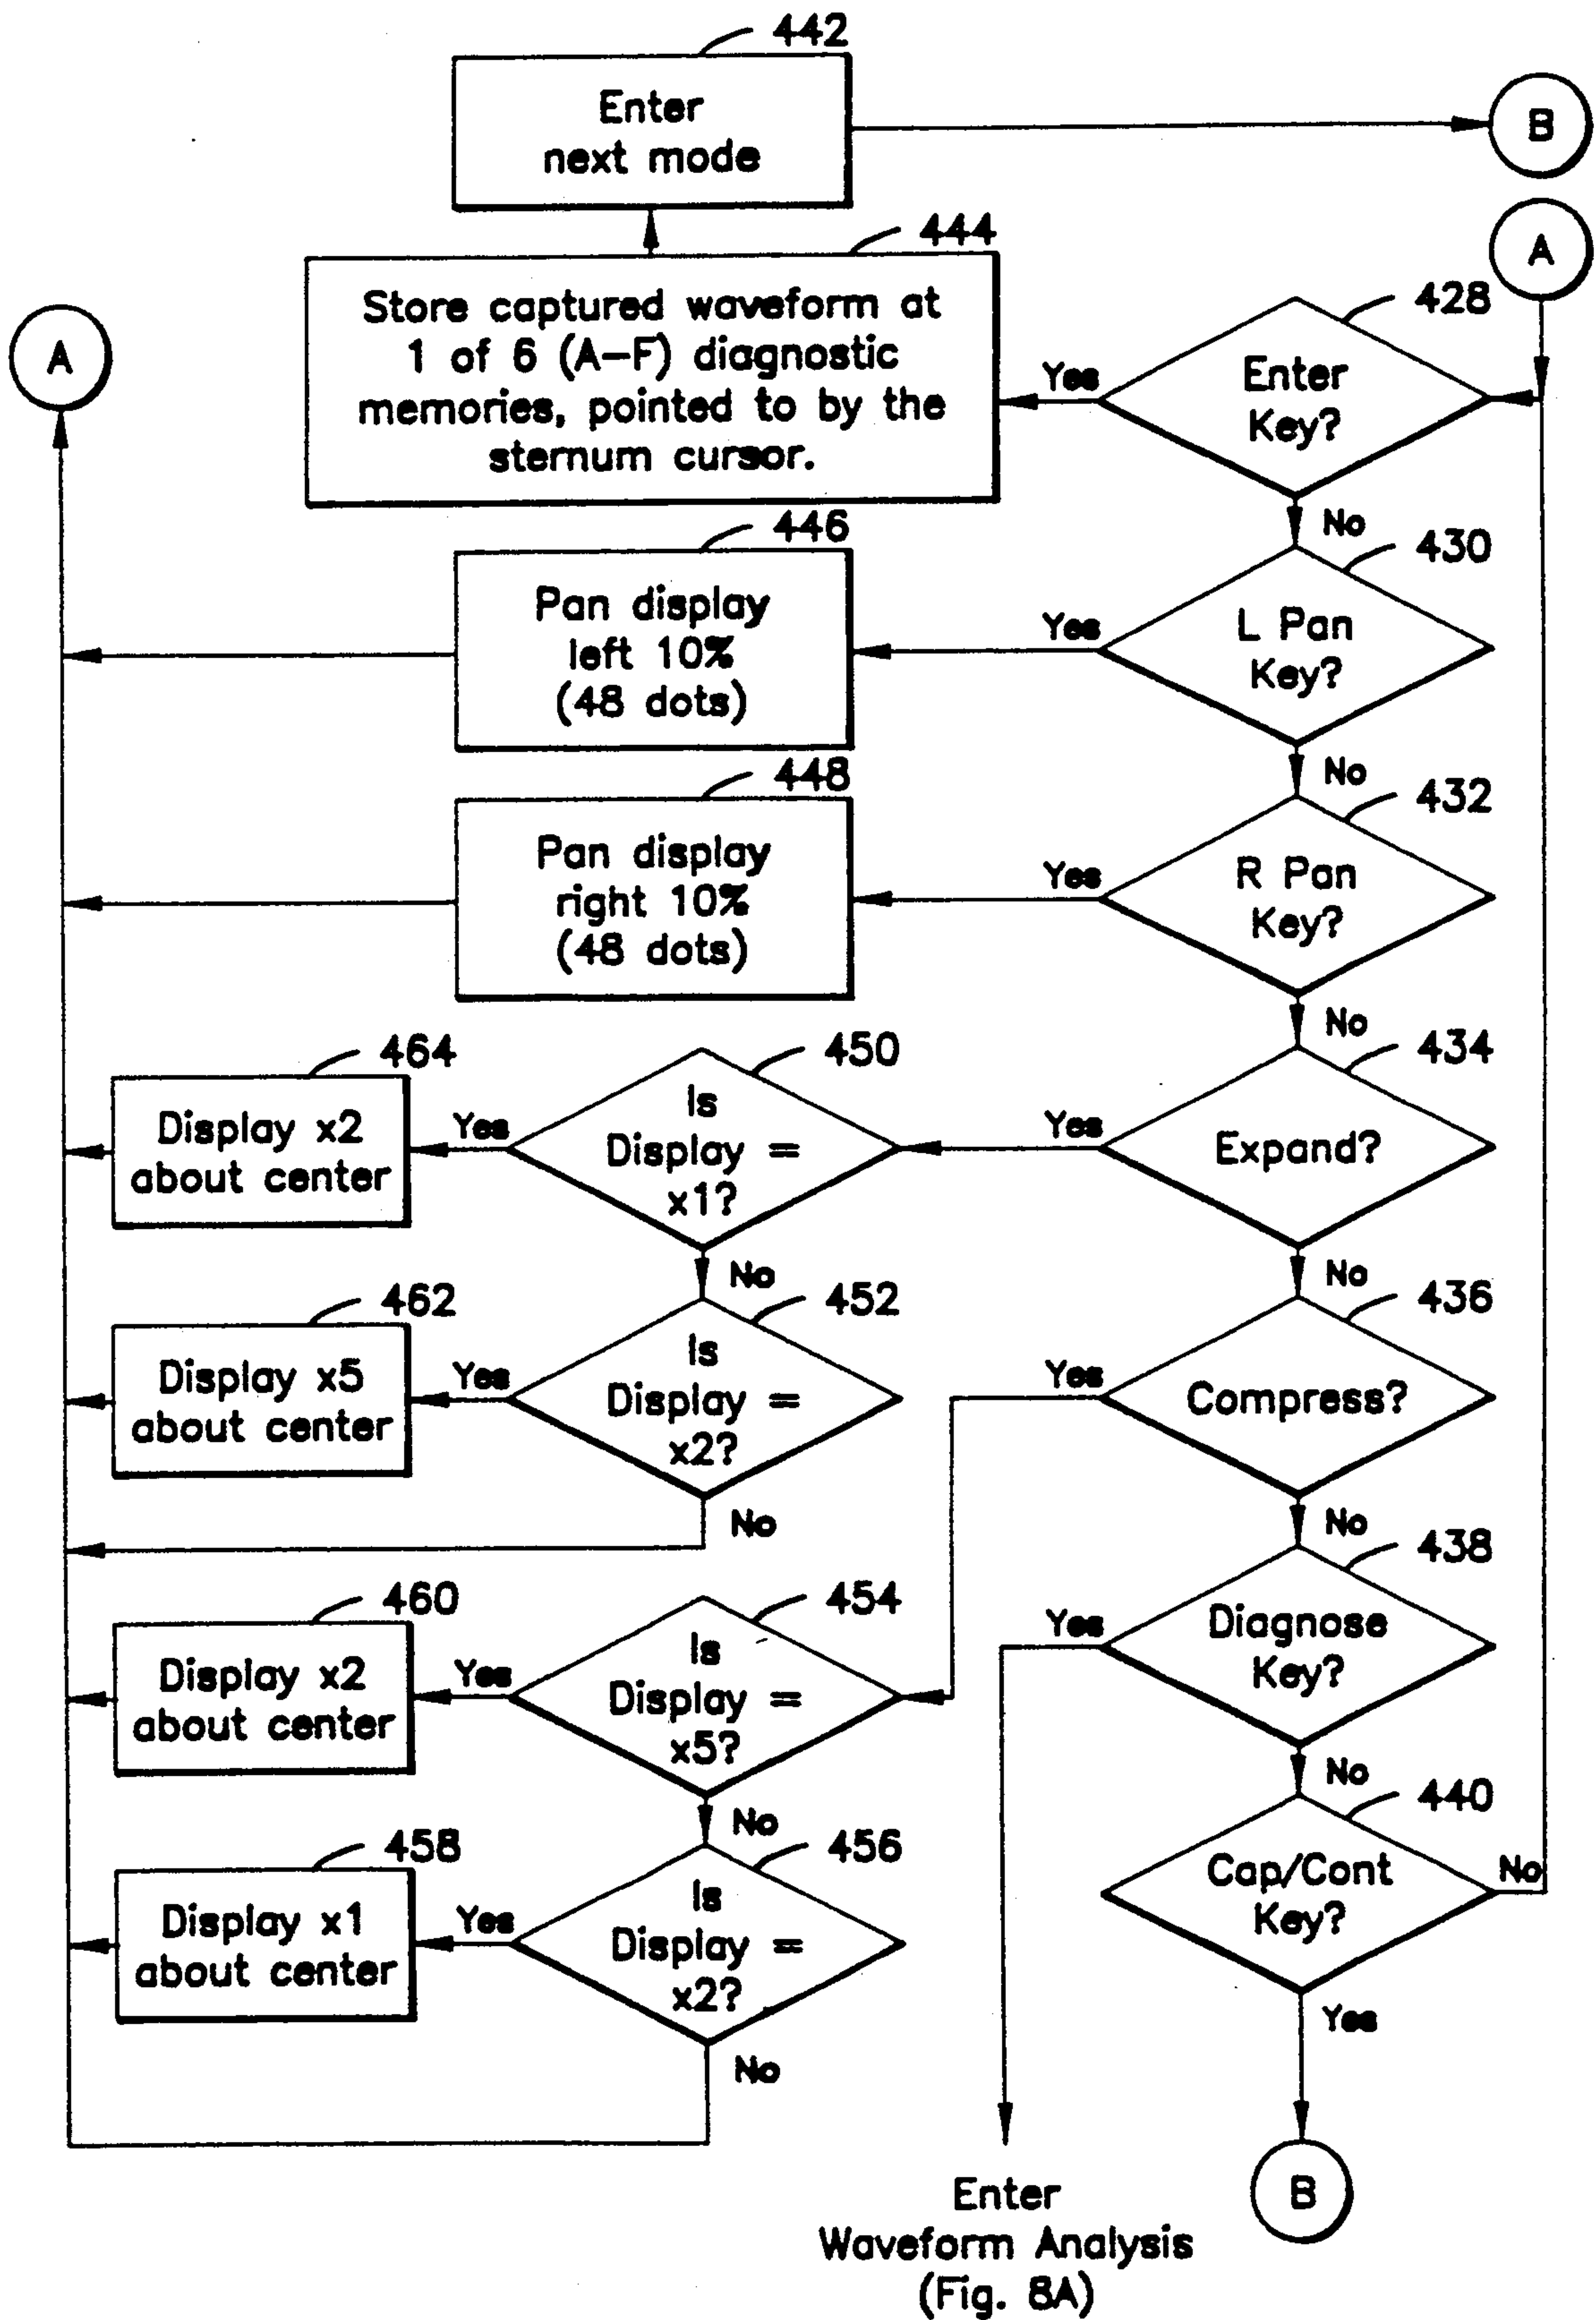 442
Enter
next mode
B
A
444
Store captured waveform at
1 of 6 (A-F) diagnostic
memories, pointed to by the
sternum cursor.
428
Enter
Key?
Yes
No
A
446
Pan display
left 10%
(48 dots)
430
L Pan
Key?
Yes
No
448
Pan display
right 10%
(48 dots)
432
R Pan
Key?
Yes
No
464
Display x2
about center
Yes
450
Is
Display =
x1?
No
434
Expand?
Yes
No
462
Display x5
about center
Yes
452
Is
Display =
x2?
No
436
Compress?
Yes
No
460
Display x2
about center
Yes
454
Is
Display =
x5?
No
438
Diagnose
Key?
Yes
No
458
Display x1
about center
Yes
456
Is
Display =
x2?
No
440
Cap/Cont
Key?
No
Yes
Enter
Waveform Analysis
(Fig. 8A)
B